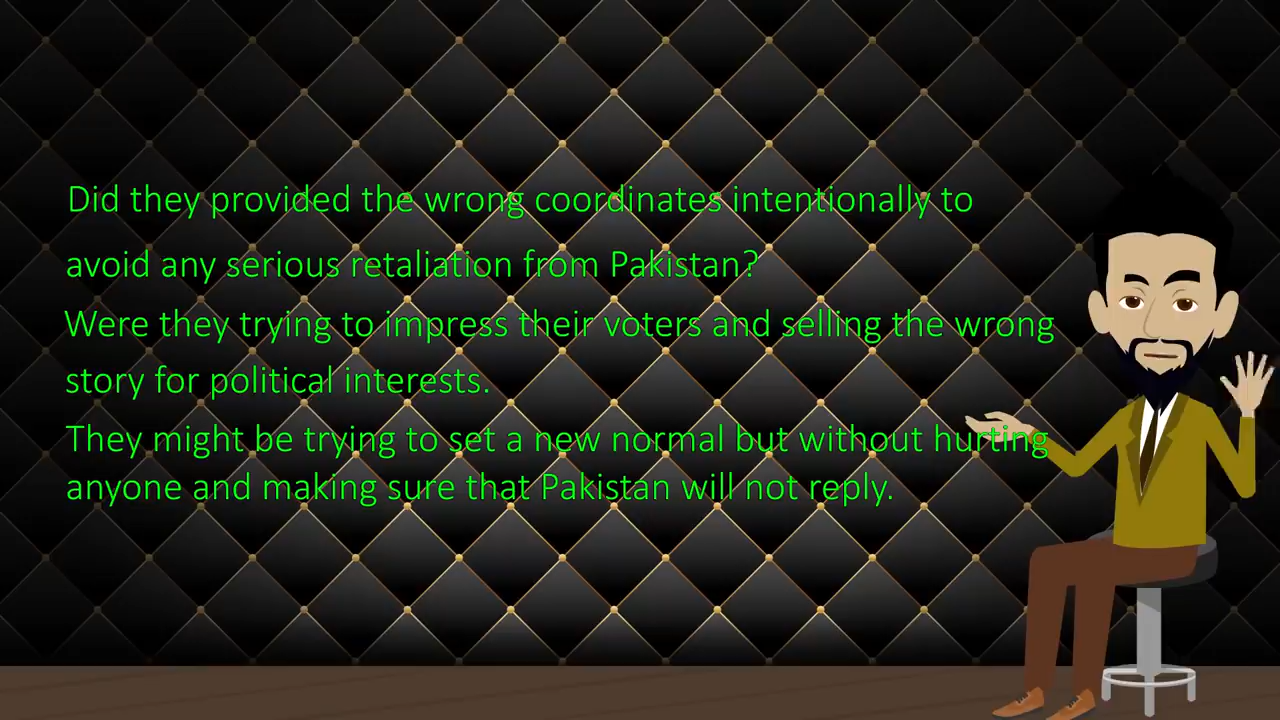 Did they provided the wrong coordinates intentionally to
avoid any serious retaliation from Pakistan?
Were they trying to impress their voters and selling the wrong
story for political interests.
They might be trying to set a new normal but without hurting
anyone and making sure that Pakistan will not reply.